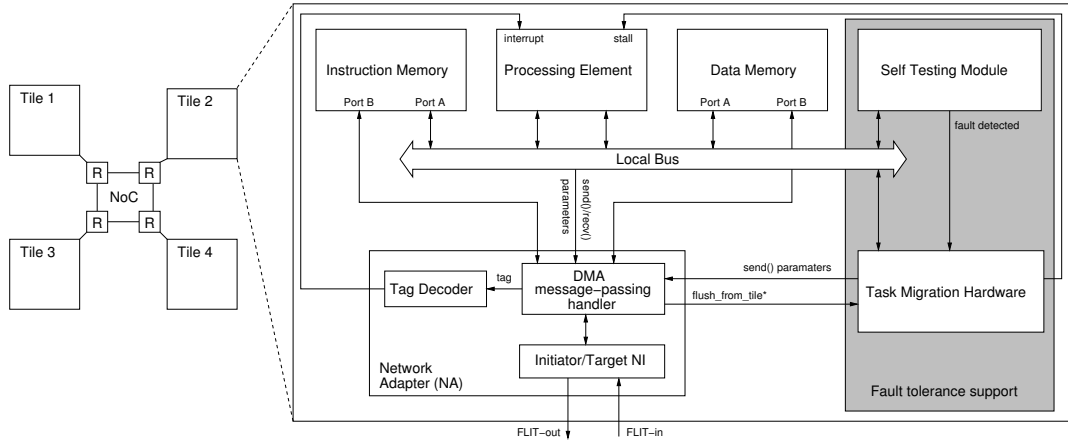 Tile 1
Tile 2
R
R
NoC
R
R
Tile 3
Tile 4
interrupt
stall
Instruction Memory
Processing Element
Data Memory
Self Testing Module
Port B
Port A
Port A
Port B
fault detected
Local Bus
parameters
send()/recv()
send() paramaters
tag
Tag Decoder
DMA
message-passing
handler
flush_from_tile*
Task Migration Hardware
Initiator/Target NI
Network
Adapter (NA)
Fault tolerance support
FLIT-out
FLIT-in